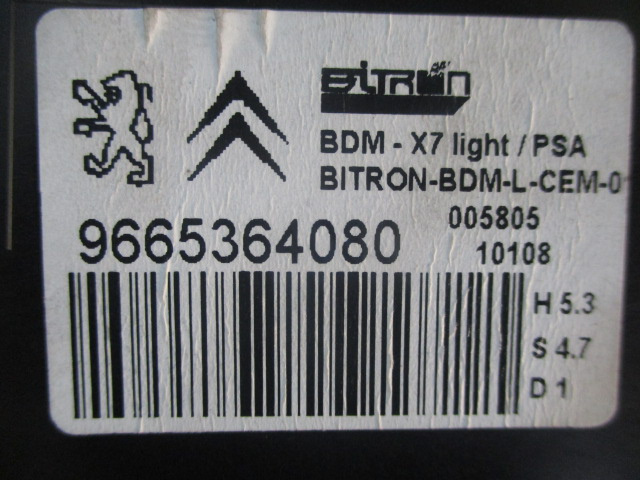 BiTRON
BDM - X7 light / PSA
BITRON-BDM-L-CEM-0
005805
9665364080
10108
H 5.3
S 4.7
D 1